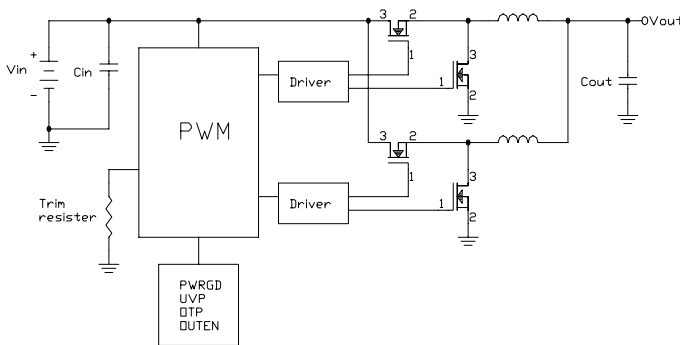 3 2
0Vout
+
Vin
-
Cin
1
3
Driver
1
2
Cout
PWM
3 2
1
3
Trim
resister
Driver
1
2
PWRGD
UVP
OTP
OUTEN